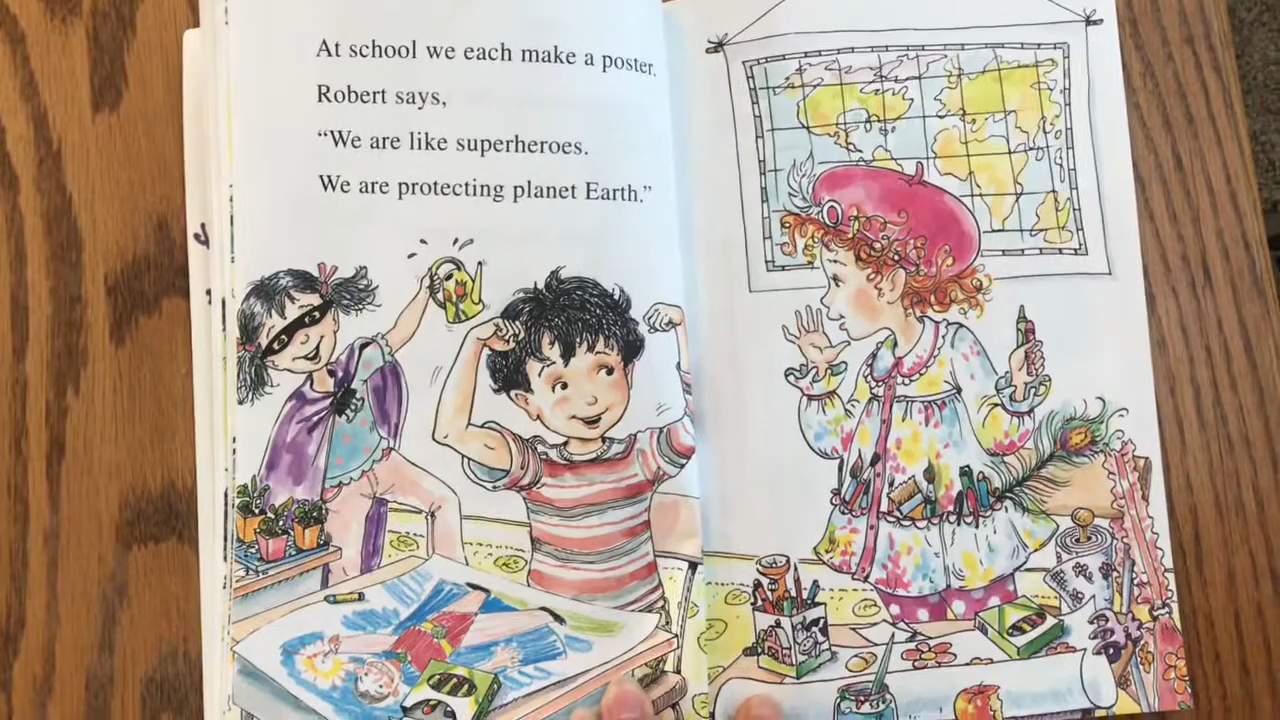 At school we each make a poster.
Robert says,
“We are like superheroes.
We are protecting planet Earth.”